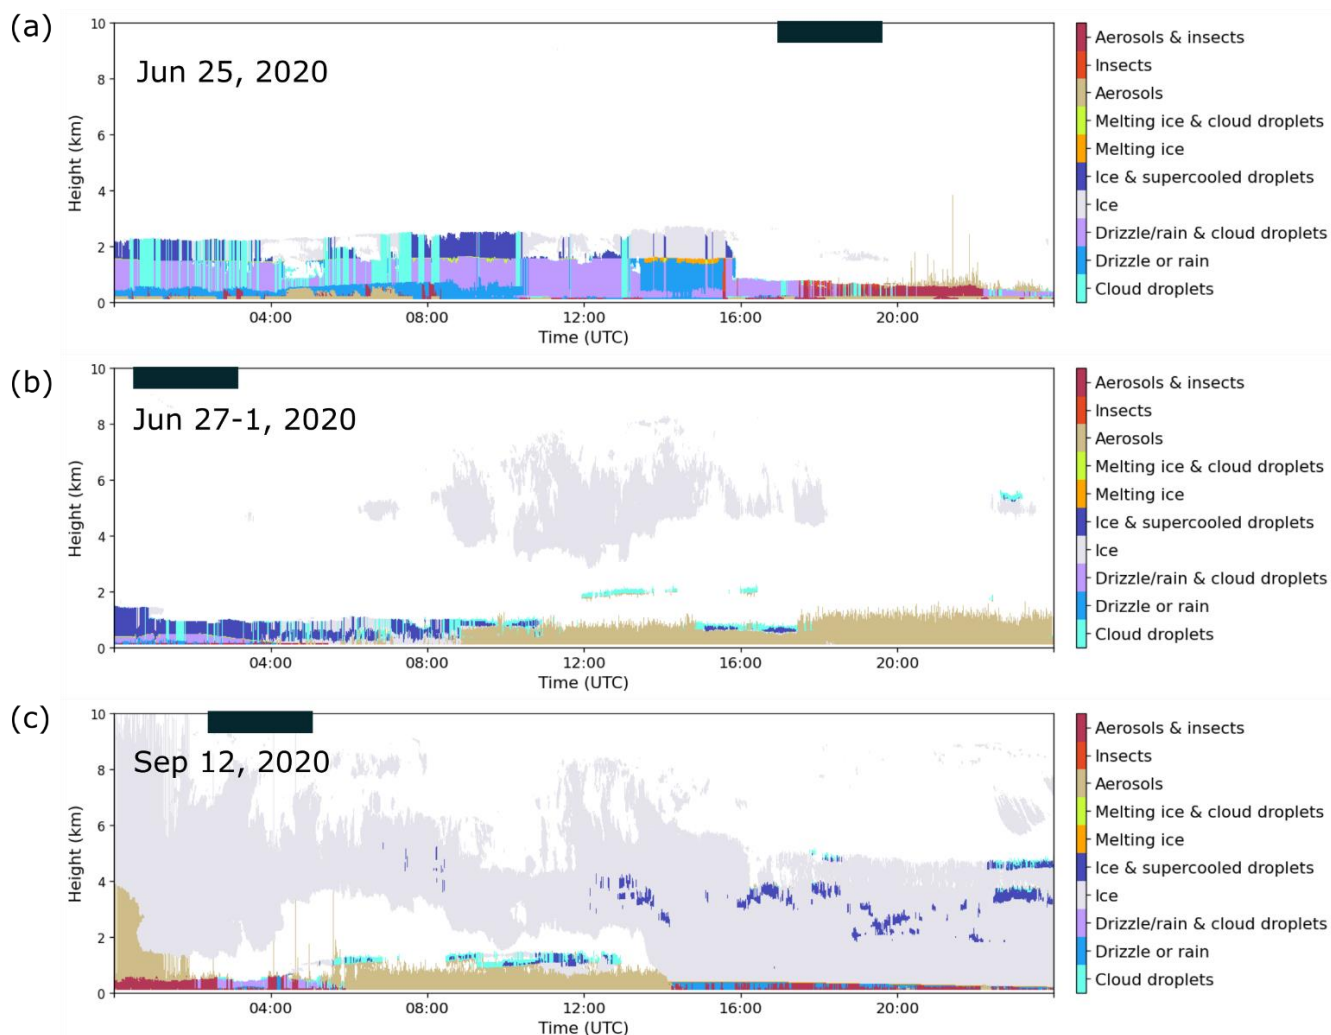 (a)
Jun 25, 2020
Height (km)
10
8
6
4
2
0
04:00
08:00
12:00
16:00
20:00
Time (UTC)
Aerosols & insects
Insects
Aerosols
Melting ice & cloud droplets
Melting ice
Ice & supercooled droplets
Ice
Drizzle/rain & cloud droplets
Drizzle or rain
Cloud droplets
(b)
Jun 27-1, 2020
Height (km)
10
8
6
4
2
0
04:00
08:00
12:00
16:00
20:00
Time (UTC)
Aerosols & insects
Insects
Aerosols
Melting ice & cloud droplets
Melting ice
Ice & supercooled droplets
Ice
Drizzle/rain & cloud droplets
Drizzle or rain
Cloud droplets
(c)
Sep 12, 2020
Height (km)
10
8
6
4
2
0
04:00
08:00
12:00
16:00
20:00
Time (UTC)
Aerosols & insects
Insects
Aerosols
Melting ice & cloud droplets
Melting ice
Ice & supercooled droplets
Ice
Drizzle/rain & cloud droplets
Drizzle or rain
Cloud droplets